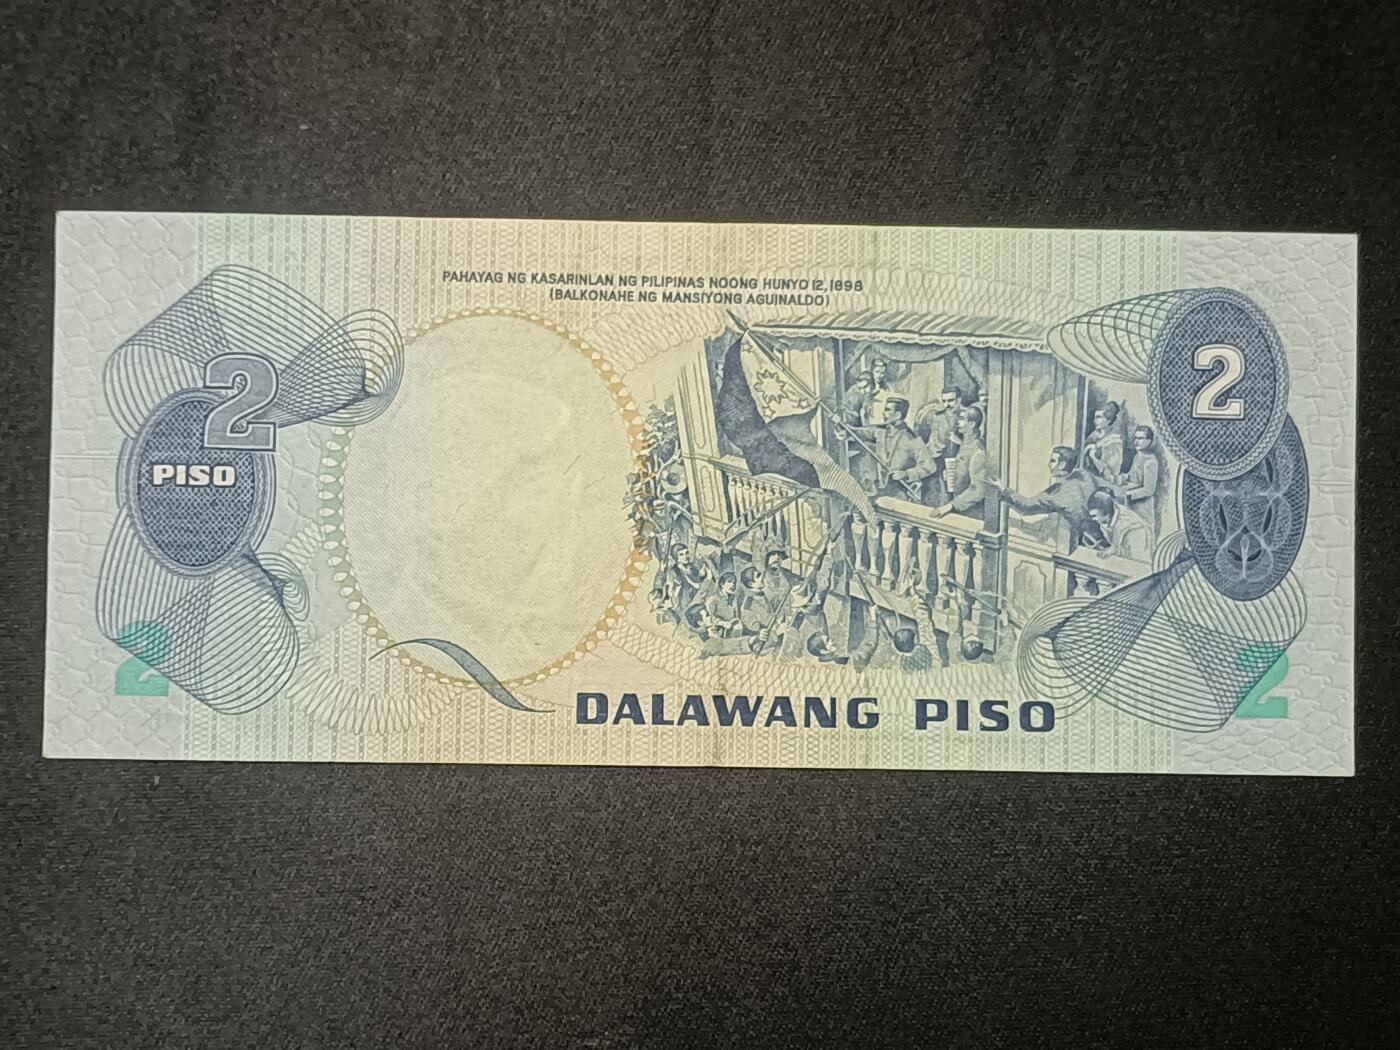 PAHAYAG NG KASARINLAN NG PILIPINAS NOONG HUNYO 12, 1898
(BALKONAHE NG MANSIYONG AGUINALDO)
2
PISO
2
2
DALAWANG PISO
2